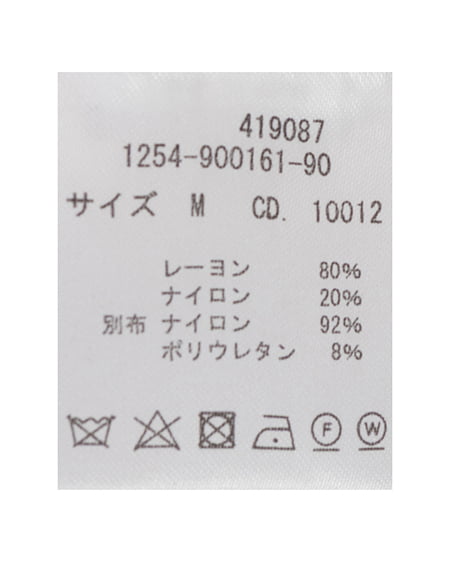 419087
1254-900161-90
サイズ M CD. 10012
レーヨン 80%
ナイロン 20%
別布 ナイロン 92%
ポリウレタン 8%
F W